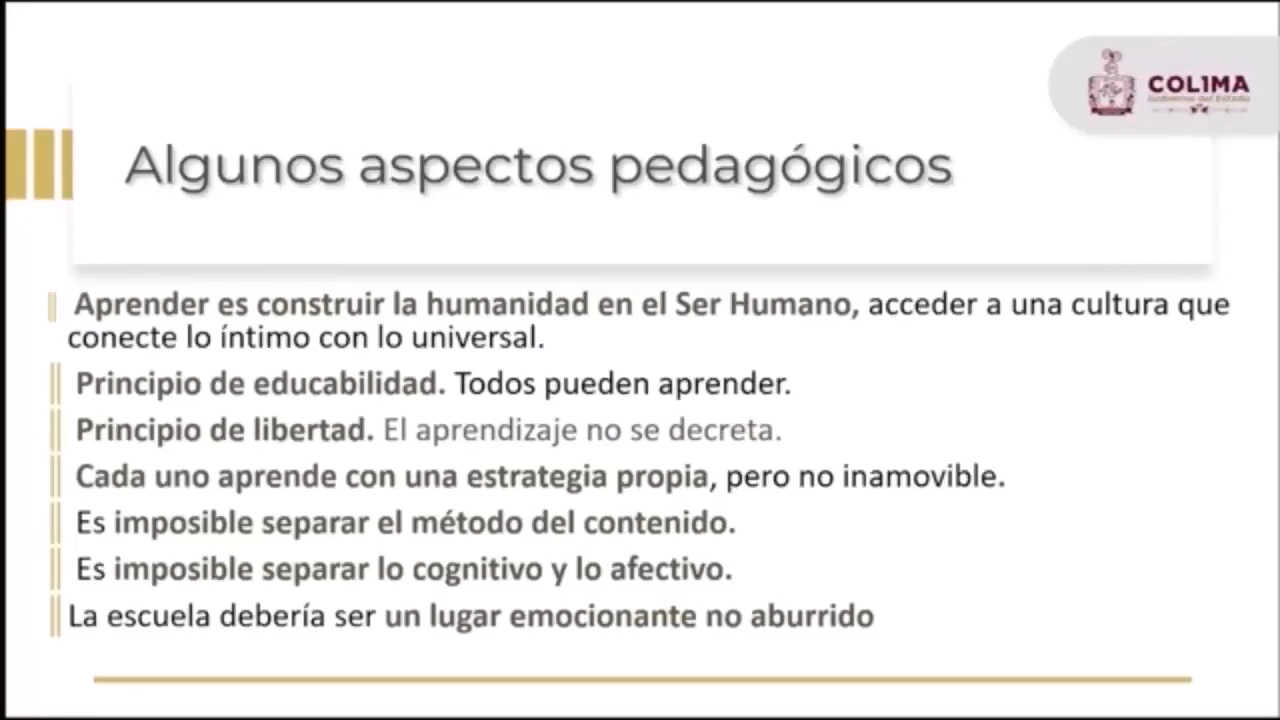 COLIMA
Gobierno del Estado
Algunos aspectos pedagógicos
Aprender es construir la humanidad en el Ser Humano, acceder a una cultura que
conecte lo íntimo con lo universal.
Principio de educabilidad. Todos pueden aprender.
Principio de libertad. El aprendizaje no se decreta.
Cada uno aprende con una estrategia propia, pero no inamovible.
Es imposible separar el método del contenido.
Es imposible separar lo cognitivo y lo afectivo.
La escuela debería ser un lugar emocionante no aburrido